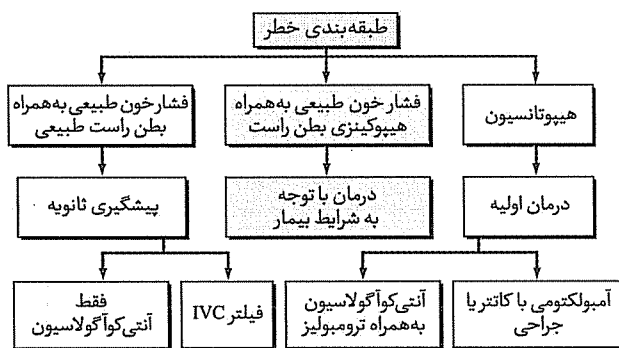 طبقه‌بندی خطر
هیپوتانسیون
فشار خون طبیعی به‌همراه
هیپوکینزی بطن راست
فشار خون طبیعی به‌همراه
بطن راست طبیعی
درمان اولیه
درمان با توجه
به شرایط بیمار
پیشگیری ثانویه
آمبولکتومی با کاتتر یا
جراحی
آنتی‌کوآگولاسیون
به‌همراه ترومبولیز
فیلتر IVC
فقط
آنتی‌کوآگولاسیون